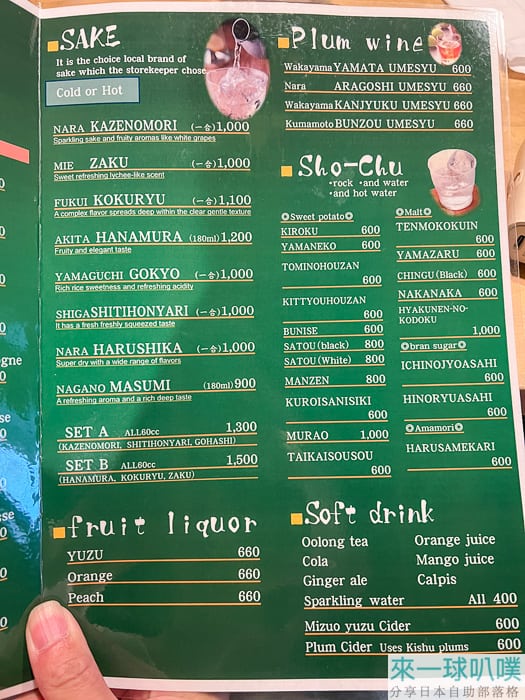 SAKE
It is the choice local brand of
sake which the storekeeper chose
Cold or Hot
NARA KAZENOMORI (一合)1,000
Sparkling sake and fruity aromas like white grapes
MIE ZAKU (一合)1,000
Sweet refreshing lychee-like scent
FUKUI KOKURYU (一合)1,100
A complex flavor spreads deep within the clear gentle texture
AKITA HANAMURA (180ml)1,200
Fruity and elegant taste
YAMAGUCHI GOKYO (一合)1,000
Rich rice sweetness and refreshing acidity
SHIGA SHITIHONYARI (一合)1,000
It has a fresh freshly squeezed taste
NARA HARUSHIKA (一合)1,000
Super dry with a wide range of flavors
NAGANO MASUMI (180ml)900
A refreshing aroma and a rich deep taste
SET A ALL60cc 1,300
(KAZENOMORI, SHITIHONYARI, GOHASHI)
SET B ALL60cc 1,500
(HANAMURA, KOKURYU, ZAKU)
fruit liquor
YUZU 660
Orange 660
Peach 660
Plum wine
Wakayama YAMATA UMESYU 600
Nara ARAGOSHI UMESYU 660
Wakayama KANJYUKU UMESYU 660
Kumamoto BUNZOU UMESYU 660
Sho-Chu
・rock ・and water
・and hot water
◎Sweet potato◎
KIROKU 600
YAMANEKO 600
TOMINOHOUZAN
600
KITTYOUHOUZAN
600
BUNISE 600
SATOU(black) 800
SATOU(White) 800
MANZEN 800
KUROISANISIKI
600
MURAO 1,000
TAIKAISOUSOU
600
◎Malt◎
TENMOKOKUIN
600
YAMAZARU 600
CHINGU(Black) 600
NAKANAKA 600
HYAKUNEN-NO-
KODOKU
1,000
◎bran sugar◎
ICHINOJYOASAHI
600
HINORYUASAHI
600
◎Amamori◎
HARUSAMEKARI
600
Soft drink
Oolong tea Orange juice
Cola Mango juice
Ginger ale Calpis
Sparkling water All 400
Mizuo yuzu Cider 600
Plum Cider Uses Kishu plums 600
來一球叭噗
分享日本自助部落格